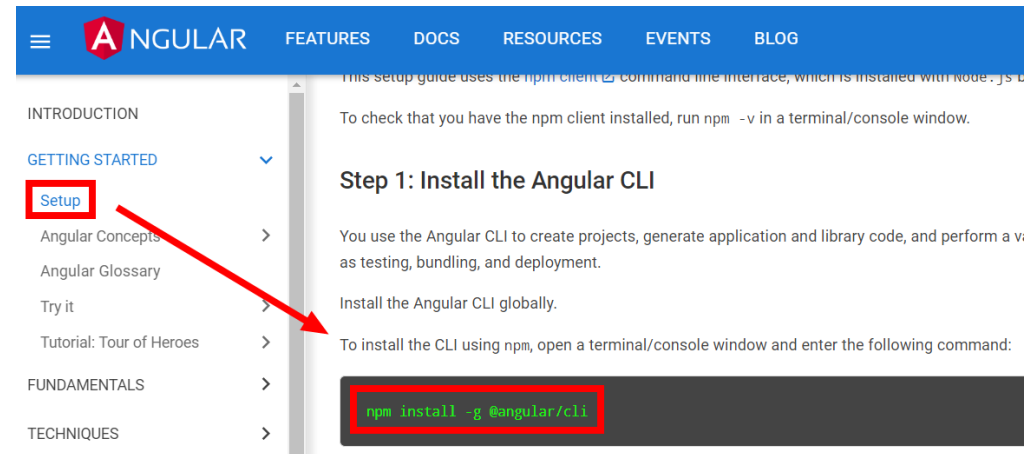 ANGULAR FEATURES DOCS RESOURCES EVENTS BLOG
INTRODUCTION
GETTING STARTED
Setup
Angular Concepts
Angular Glossary
Try it
Tutorial: Tour of Heroes
FUNDAMENTALS
TECHNIQUES
This setup guide uses the npm client command line interface, which is installed with Node.js b
To check that you have the npm client installed, run npm -v in a terminal/console window.
Step 1: Install the Angular CLI
You use the Angular CLI to create projects, generate application and library code, and perform a va
as testing, bundling, and deployment.
Install the Angular CLI globally.
To install the CLI using npm, open a terminal/console window and enter the following command:
npm install -g @angular/cli